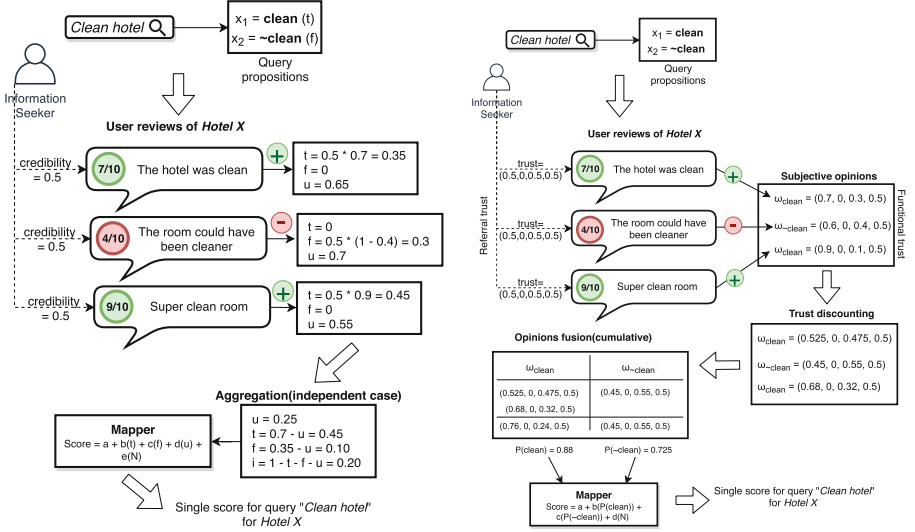 Clean hotel
x1 = clean (t)
x2 = ~clean (f)
Query
propositions
Information
Seeker
User reviews of Hotel X
credibility
= 0.5
7/10
The hotel was clean
+
t = 0.5 * 0.7 = 0.35
f = 0
u = 0.65
credibility
= 0.5
4/10
The room could have
been cleaner
-
t = 0
f = 0.5 * (1 - 0.4) = 0.3
u = 0.7
credibility
= 0.5
9/10
Super clean room
+
t = 0.5 * 0.9 = 0.45
f = 0
u = 0.55
Aggregation(independent case)
u = 0.25
t = 0.7 - u = 0.45
f = 0.35 - u = 0.10
i = 1 - t - f - u = 0.20
Mapper
Score = a + b(t) + c(f) + d(u) +
e(N)
Single score for query "Clean hotel"
for Hotel X
Clean hotel
x1 = clean
x2 = ~clean
Query
propositions
Information
Seeker
User reviews of Hotel X
Referral trust
trust=
(0.5,0,0.5,0.5)
7/10
The hotel was clean
+
trust=
(0.5,0,0.5,0.5)
4/10
The room could have
been cleaner
-
trust=
(0.5,0,0.5,0.5)
9/10
Super clean room
+
Subjective opinions
ωclean = (0.7, 0, 0.3, 0.5)
ω~clean = (0.6, 0, 0.4, 0.5)
ωclean = (0.9, 0, 0.1, 0.5)
Functional trust
Trust discounting
ωclean = (0.525, 0, 0.475, 0.5)
ω~clean = (0.45, 0, 0.55, 0.5)
ωclean = (0.68, 0, 0.32, 0.5)
Opinions fusion(cumulative)
ωclean ω~clean
(0.525, 0, 0.475, 0.5) (0.45, 0, 0.55, 0.5)
(0.68, 0, 0.32, 0.5)
(0.76, 0, 0.24, 0.5) (0.45, 0, 0.55, 0.5)
P(clean) = 0.88 P(~clean) = 0.725
Mapper
Score = a + b(P(clean)) +
c(P(~clean)) + d(N)
Single score for query "Clean hotel"
for Hotel X